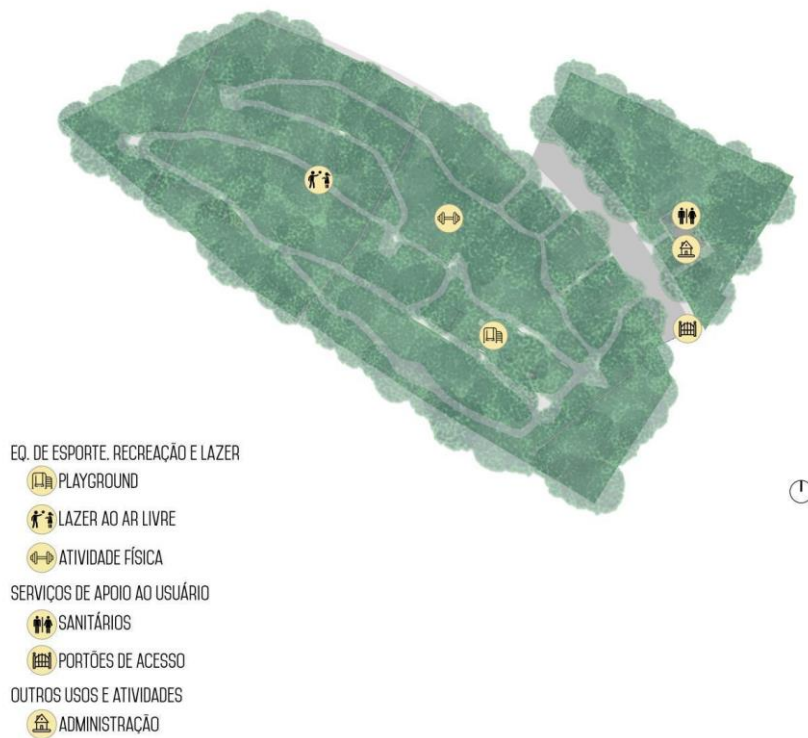 EQ. DE ESPORTE, RECREAÇÃO E LAZER
PLAYGROUND
LAZER AO AR LIVRE
ATIVIDADE FÍSICA
SERVIÇOS DE APOIO AO USUÁRIO
SANITÁRIOS
PORTÕES DE ACESSO
OUTROS USOS E ATIVIDADES
ADMINISTRAÇÃO